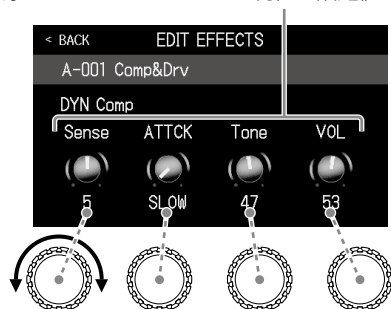 < BACK EDIT EFFECTS
A-001 Comp&Drv
DYN Comp
Sense ATTCK Tone VOL
5 SLOW 47 53